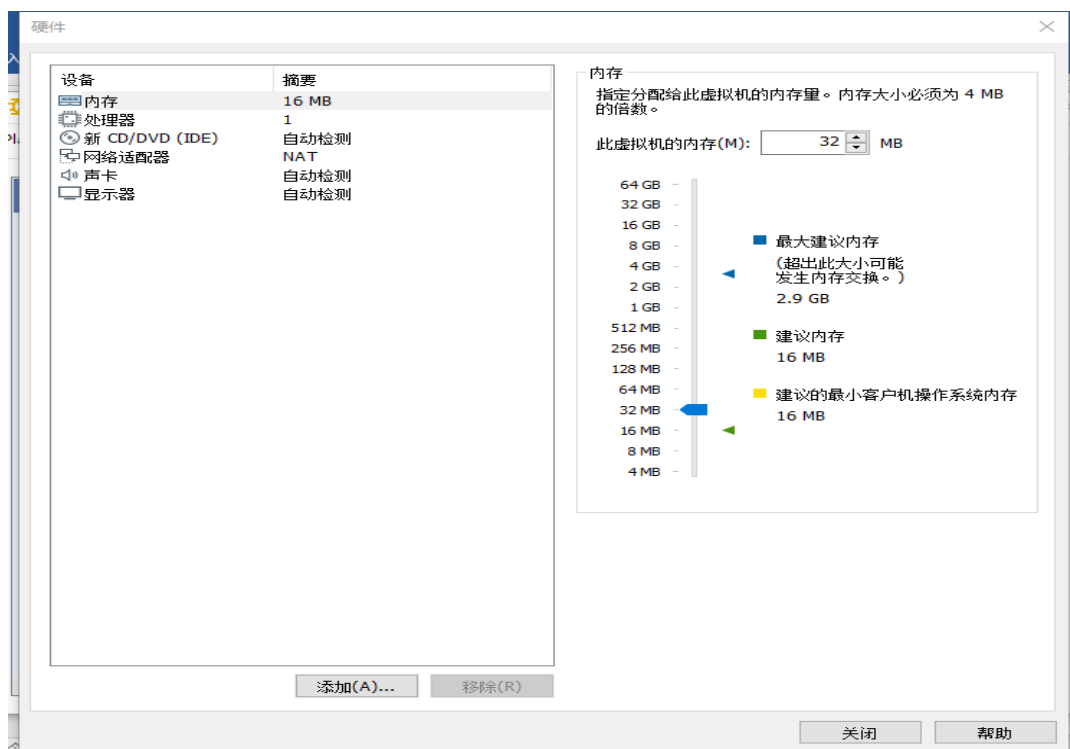 硬件
设备 摘要
内存 16 MB
处理器 1
新 CD/DVD (IDE) 自动检测
网络适配器 NAT
声卡 自动检测
显示器 自动检测
添加(A)... 移除(R)
内存
指定分配给此虚拟机的内存量。内存大小必须为 4 MB
的倍数。
此虚拟机的内存(M): 32 MB
64 GB
32 GB
16 GB
8 GB
4 GB
2 GB
1 GB
512 MB
256 MB
128 MB
64 MB
32 MB
16 MB
8 MB
4 MB
最大建议内存
(超出此大小可能
发生内存交换。)
2.9 GB
建议内存
16 MB
建议的最小客户机操作系统内存
16 MB
关闭 帮助